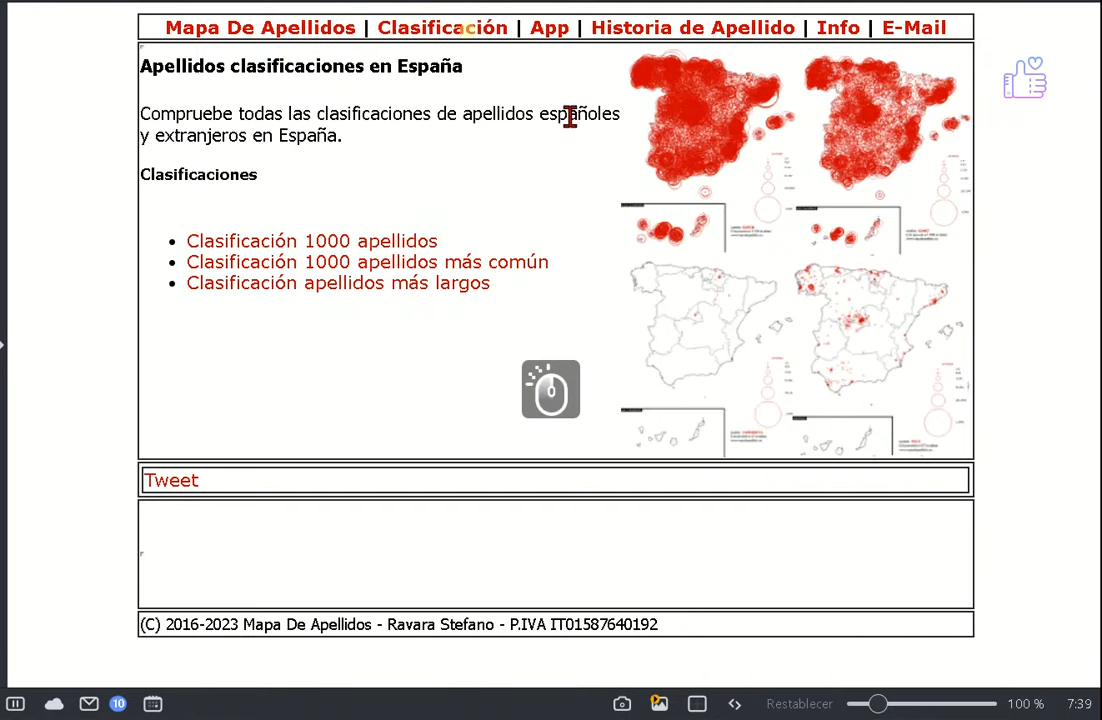 Mapa De Apellidos | Clasificación | App | Historia de Apellido | Info | E-Mail
Apellidos clasificaciones en España
Compruebe todas las clasificaciones de apellidos españoles
y extranjeros en España.
Clasificaciones
Clasificación 1000 apellidos
Clasificación 1000 apellidos más común
Clasificación apellidos más largos
Tweet
(C) 2016-2023 Mapa De Apellidos - Ravara Stefano - P.IVA IT01587640192
10
Restablecer
100 %
7:39